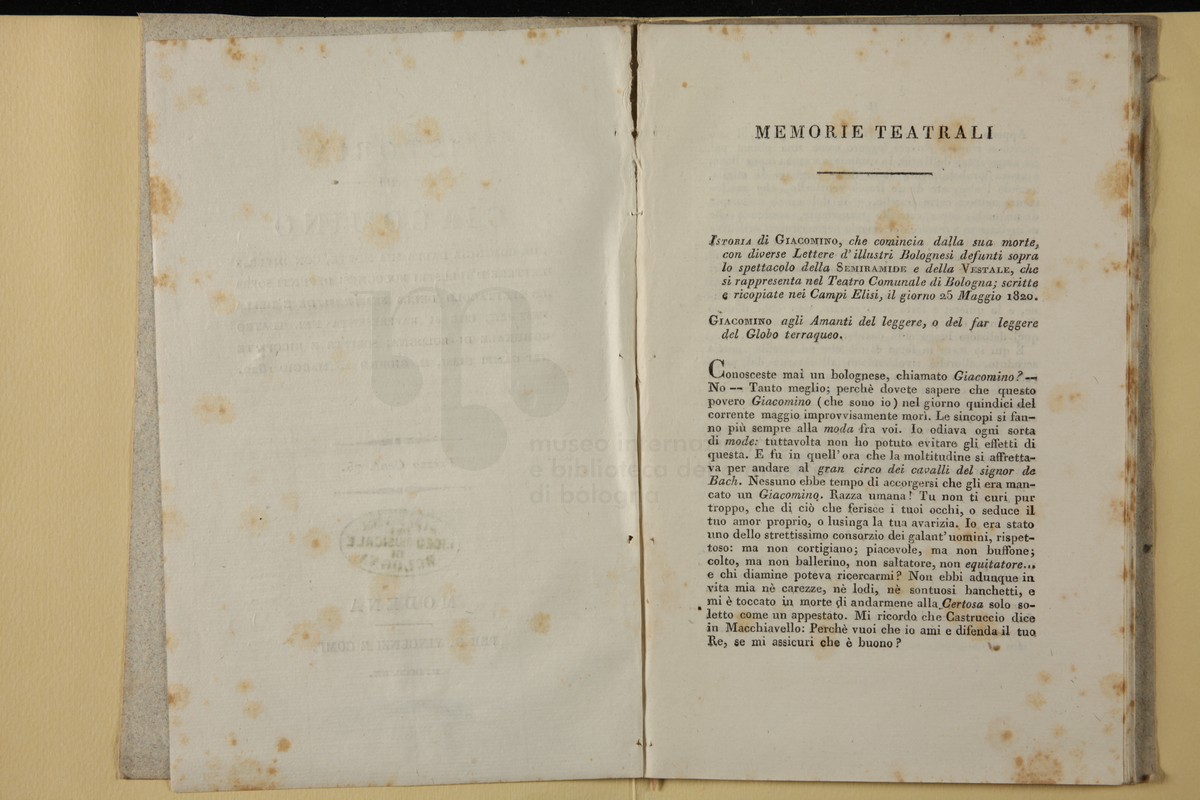 MEMORIE TEATRALI
ISTORIA di GIACOMINO, che comincia dalla sua morte,
con diverse Lettere d'illustri Bolognesi defunti sopra
lo spettacolo della SEMIRAMIDE e della VESTALE, che
si rappresenta nel Teatro Comunale di Bologna; scritte
e ricopiate nei Campi Elisi, il giorno 25 Maggio 1820.
GIACOMINO agli Amanti del leggere, o del far leggere
del Globo terraqueo.
Conosceste mai un bolognese, chiamato Giacomino? —
No — Tanto meglio; perchè dovete sapere che questo
povero Giacomino (che sono io) nel giorno quindici del
corrente maggio improvvisamente morì. Le sincopi si fan-
no più sempre alla moda fra voi. Io odiava ogni sorta
di mode: tuttavolta non ho potuto evitare gli effetti di
questa. E fu in quell'ora che la moltitudine si affretta-
va per andare al gran circo dei cavalli del signor de
Bach. Nessuno ebbe tempo di accorgersi che gli era man-
cato un Giacomino. Razza umana! Tu non ti curi pur
troppo, che di ciò che ferisce i tuoi occhi, o seduce il
tuo amor proprio, o lusinga la tua avarizia. Io era stato
uno dello strettissimo consorzio dei galant'uomini, rispet-
toso: ma non cortigiano; piacevole, ma non buffone;
colto, ma non ballerino, non saltatore, non equitatore...
e chi diamine poteva ricercarmi? Non ebbi adunque in
vita mia nè carezze, nè lodi, nè sontuosi banchetti, e
mi è toccato in morte di andarmene alla Certosa solo so-
letto come un appestato. Mi ricordo che Castruccio dice
in Macchiavello: Perchè vuoi che io ami e difenda il tuo
Re, se mi assicuri che è buono?
museo interna
e biblioteca de
di bologna